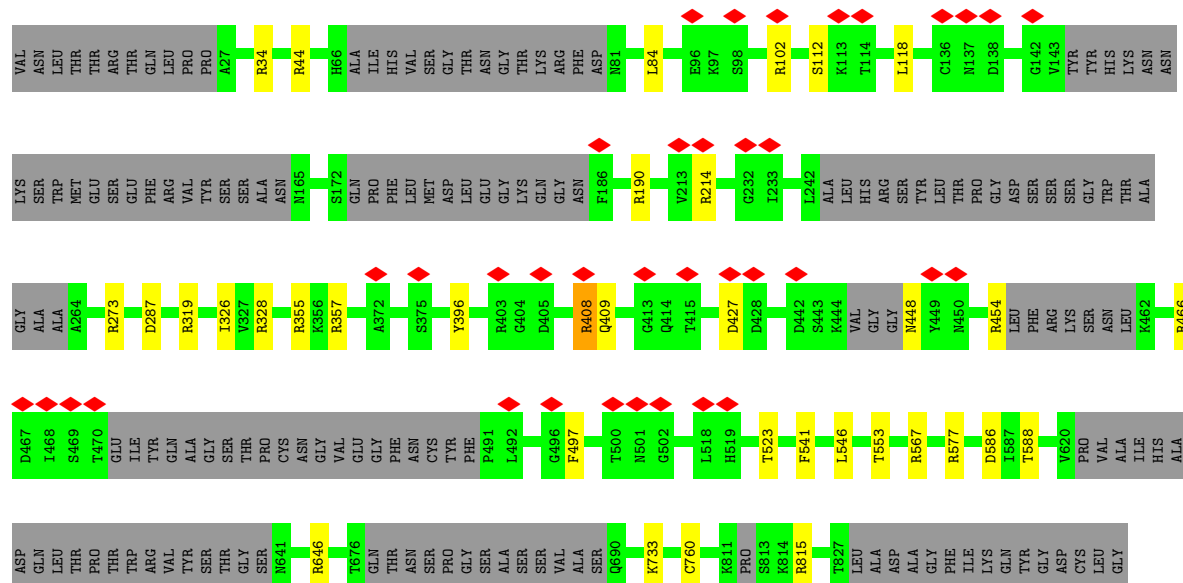 VAL ASN LEU THR THR ARG THR GLN LEU PRO PRO A27 R34 R44 H66 ALA ILE HIS VAL SER GLY THR ASN GLY THR LYS ARG PHE ASP N81 L84 E96 K97 S98 R102 S112 K113 T114 L118 C136 N137 D138 G142 V143 TYR TYR HIS LYS ASN ASN
LYS SER TRP MET GLU SER GLU PHE ARG VAL TYR SER SER ALA ASN N165 S172 GLN PRO PHE LEU MET ASP LEU GLU GLY LYS GLN GLY ASN F186 R190 V213 R214 G232 I233 L242 ALA LEU HIS ARG SER TYR LEU THR PRO GLY ASP SER SER SER GLY TRP THR ALA
GLY ALA ALA A264 R273 D287 R319 I326 V327 R328 R355 K356 R357 A372 S375 Y396 R403 G404 D405 R408 Q409 G413 Q414 T415 D427 D428 D442 S443 K444 VAL GLY GLY N448 Y449 N450 R454 LEU PHE ARG LYS SER ASN LEU K462 R466
D467 I468 S469 T470 GLU ILE TYR GLN ALA GLY SER THR PRO CYS ASN GLY VAL GLU GLY PHE ASN CYS TYR PHE P491 L492 G496 F497 T500 N501 G502 L518 H519 T523 F541 L546 T553 R567 R577 D586 I587 T588 V620 PRO VAL ALA ILE HIS ALA
ASP GLN LEU THR PRO THR TRP ARG VAL TYR SER THR GLY SER N641 R646 T676 GLN THR ASN SER PRO GLY SER ALA SER SER VAL ALA SER Q690 K733 C760 K811 PRO S813 K814 R815 T827 LEU ALA ASP ALA GLY PHE ILE LYS GLN TYR GLY ASP CYS LEU GLY